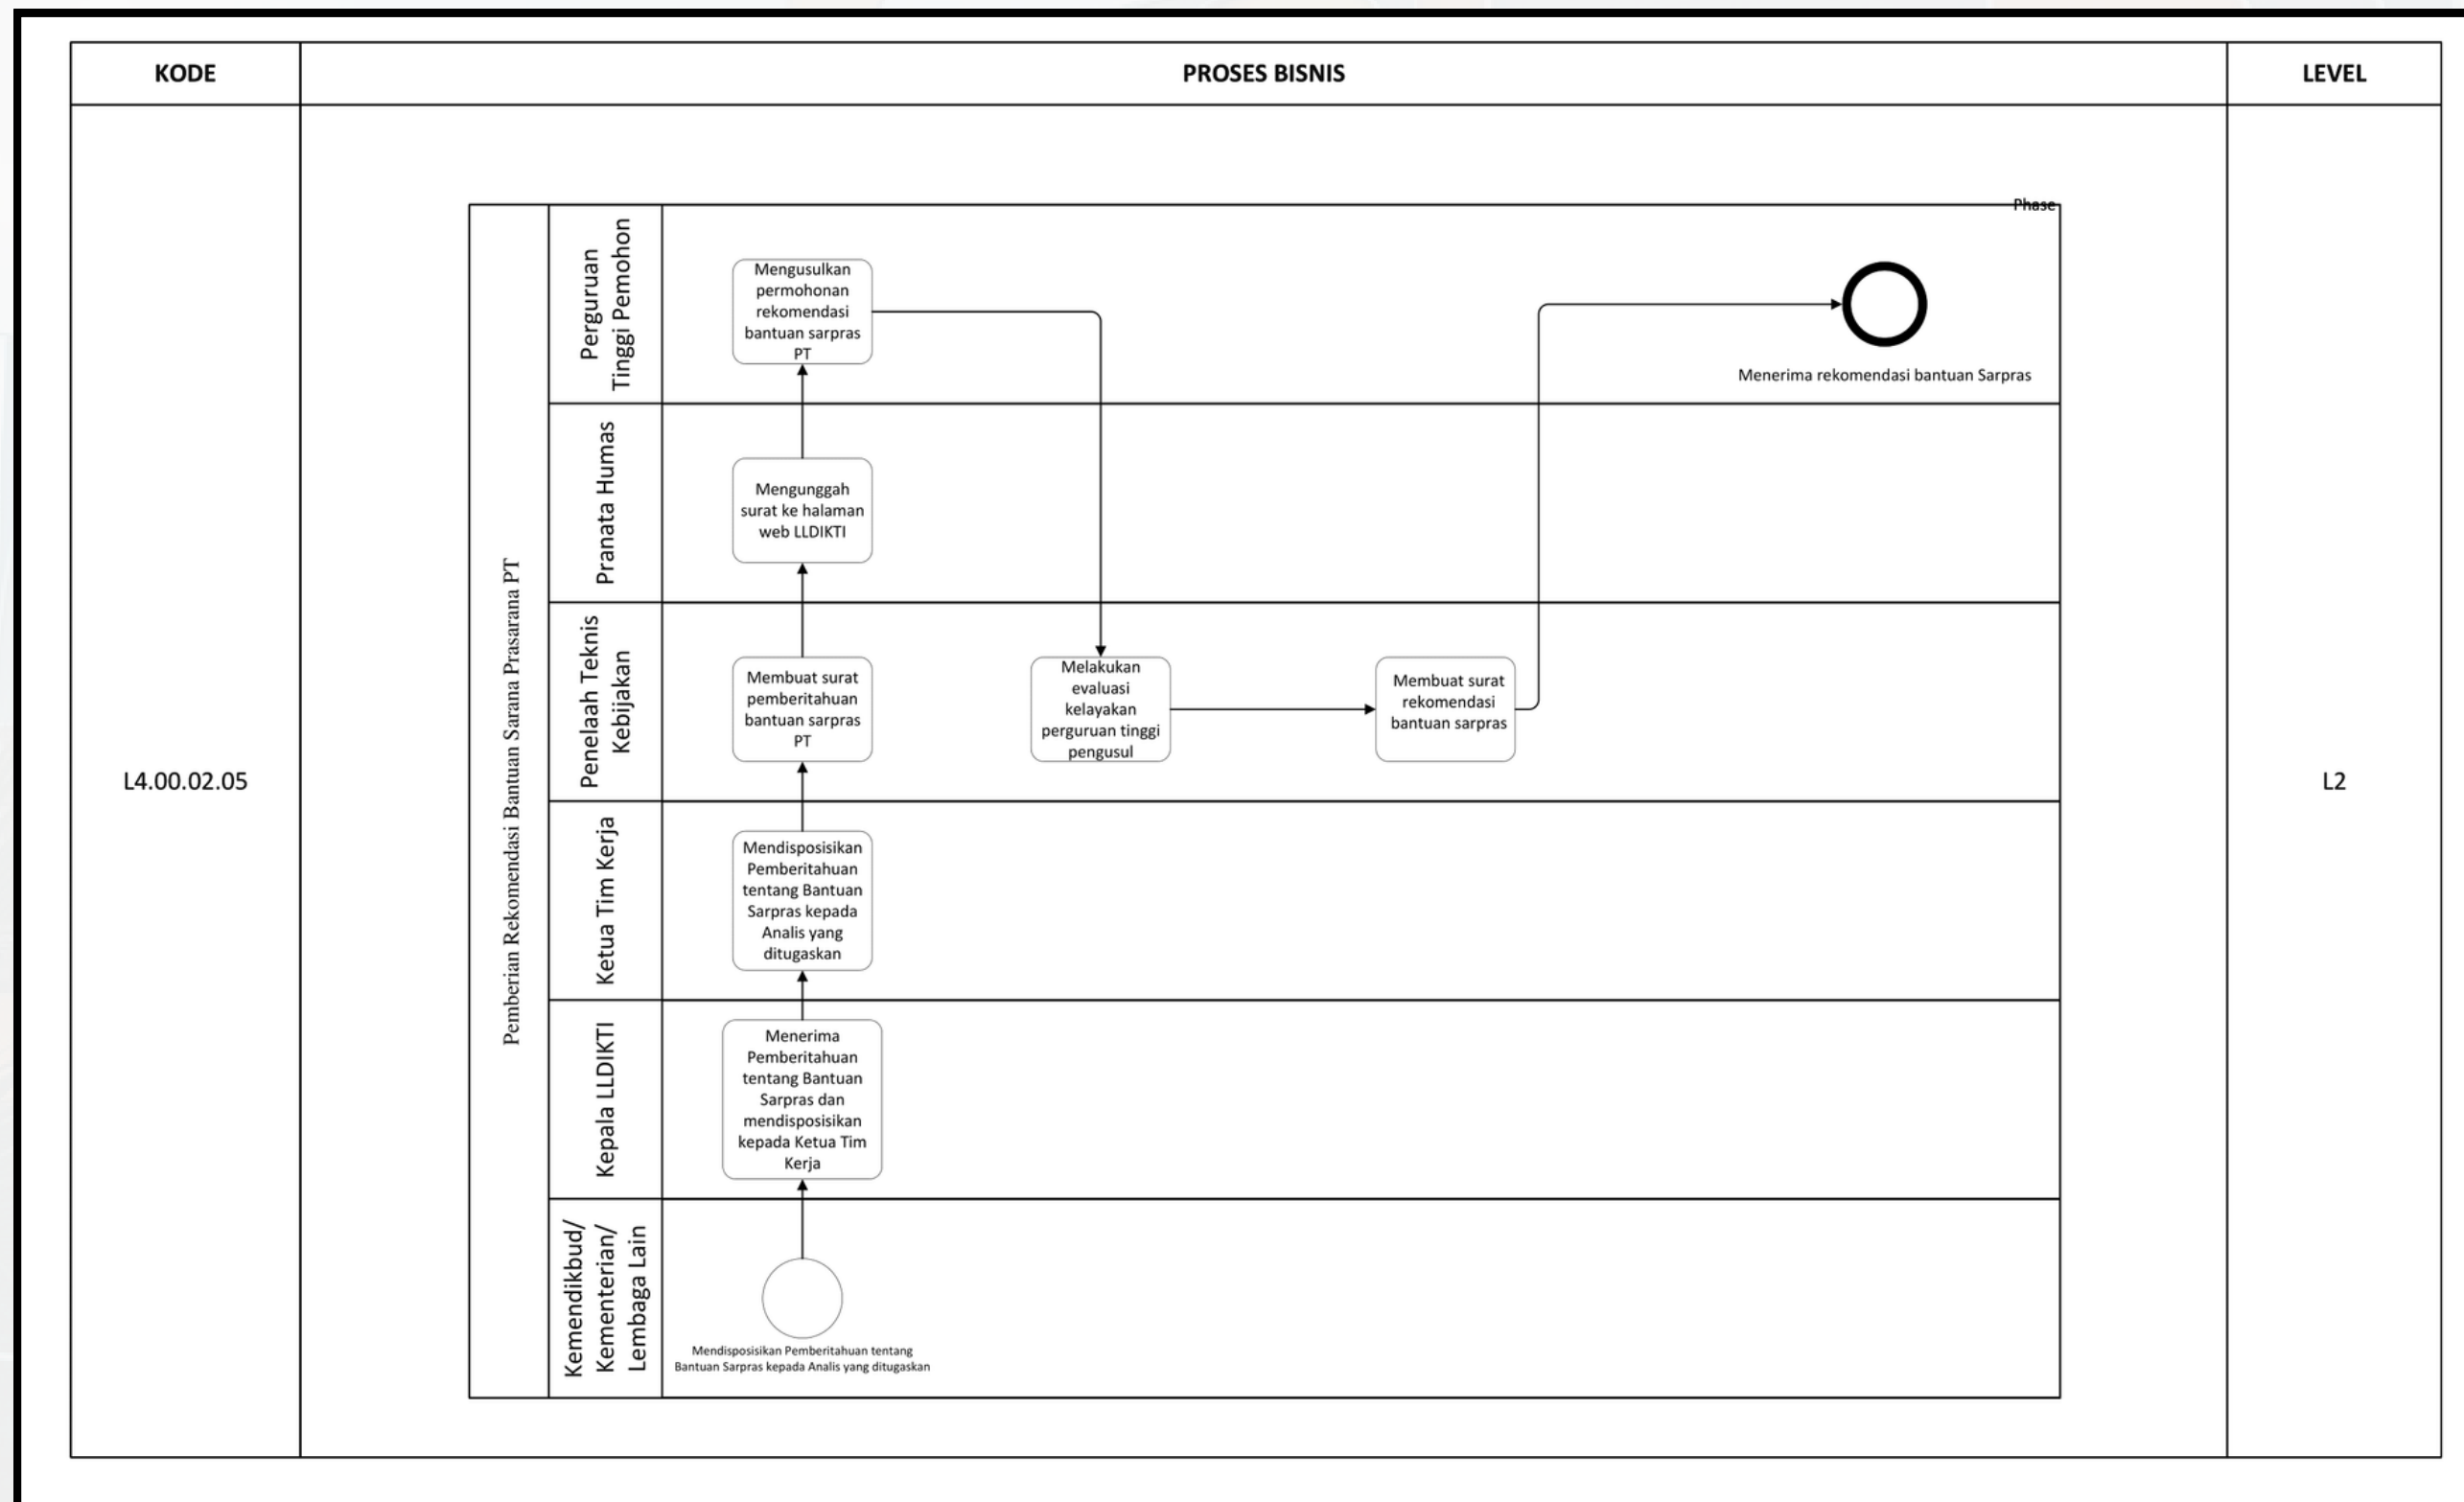 KODE
PROSES BISNIS
LEVEL
L4.00.02.05
L2
Phase
Pemberian Rekomendasi Bantuan Sarana Prasarana PT
Perguruan
Tinggi Pemohon
Mengusulkan
permohonan
rekomendasi
bantuan sarpras
PT
Menerima rekomendasi bantuan Sarpras
Pranata Humas
Mengunggah
surat ke halaman
web LLDIKTI
Penelaah Teknis
Kebijakan
Membuat surat
pemberitahuan
bantuan sarpras
PT
Melakukan
evaluasi
kelayakan
perguruan tinggi
pengusul
Membuat surat
rekomendasi
bantuan sarpras
Ketua Tim Kerja
Mendisposisikan
Pemberitahuan
tentang Bantuan
Sarpras kepada
Analis yang
ditugaskan
Kepala LLDIKTI
Menerima
Pemberitahuan
tentang Bantuan
Sarpras dan
mendisposisikan
kepada Ketua Tim
Kerja
Kemendikbud/
Kementerian/
Lembaga Lain
Mendisposisikan Pemberitahuan tentang
Bantuan Sarpras kepada Analis yang ditugaskan